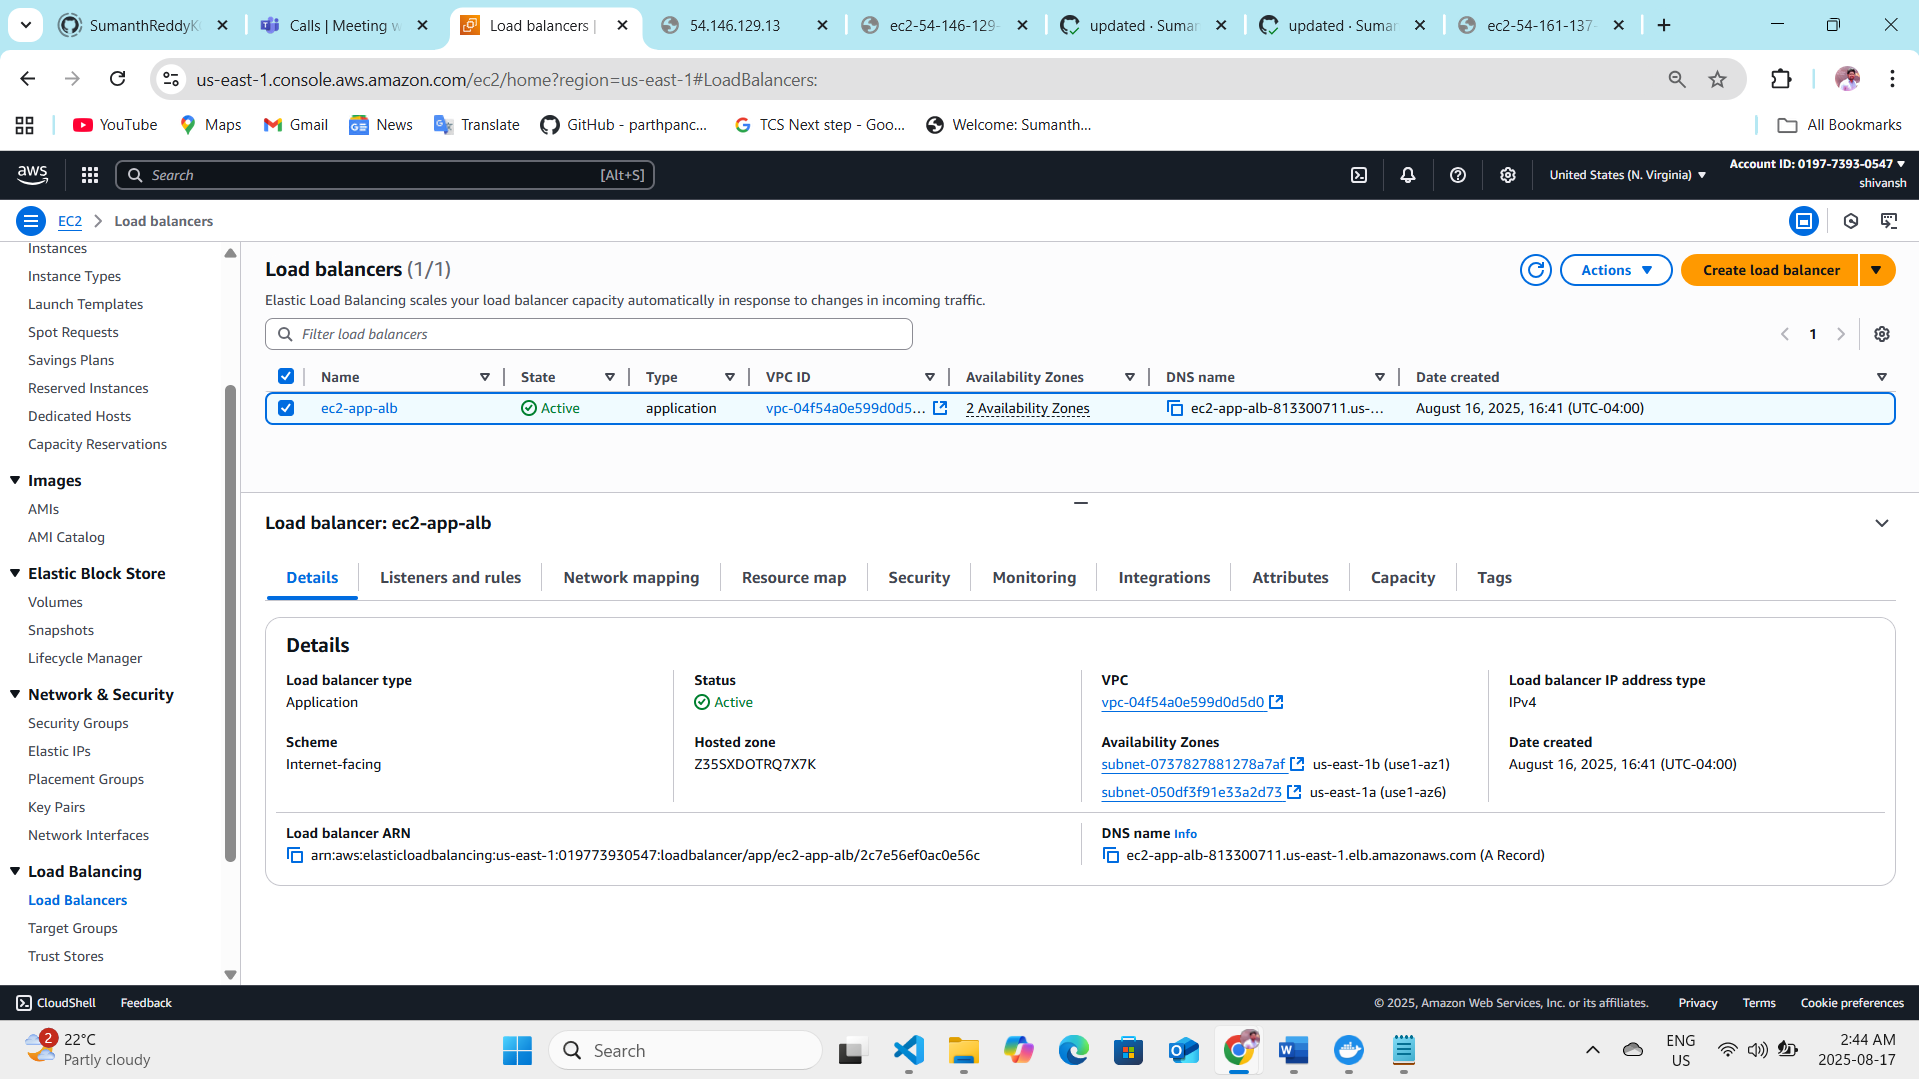 SumanthReddyK
Calls | Meeting w
Load balancers |
54.146.129.13
ec2-54-146-129-
updated · Suman
updated · Suman
ec2-54-161-137-
us-east-1.console.aws.amazon.com/ec2/home?region=us-east-1#LoadBalancers:
YouTube
Maps
Gmail
News
Translate
GitHub - parthpanc...
TCS Next step - Goo...
Welcome: Sumanth...
All Bookmarks
aws
Search
[Alt+S]
United States (N. Virginia)
Account ID: 0197-7393-0547
shivansh
EC2
Load balancers
Instances
Instance Types
Launch Templates
Spot Requests
Savings Plans
Reserved Instances
Dedicated Hosts
Capacity Reservations
Images
AMIs
AMI Catalog
Elastic Block Store
Volumes
Snapshots
Lifecycle Manager
Network & Security
Security Groups
Elastic IPs
Placement Groups
Key Pairs
Network Interfaces
Load Balancing
Load Balancers
Target Groups
Trust Stores
Load balancers (1/1)
Actions
Create load balancer
Elastic Load Balancing scales your load balancer capacity automatically in response to changes in incoming traffic.
Filter load balancers
1
Name
State
Type
VPC ID
Availability Zones
DNS name
Date created
ec2-app-alb
Active
application
vpc-04f54a0e599d0d5...
2 Availability Zones
ec2-app-alb-813300711.us-...
August 16, 2025, 16:41 (UTC-04:00)
Load balancer: ec2-app-alb
Details
Listeners and rules
Network mapping
Resource map
Security
Monitoring
Integrations
Attributes
Capacity
Tags
Details
Load balancer type
Application
Status
Active
VPC
vpc-04f54a0e599d0d5d0
Load balancer IP address type
IPv4
Scheme
Internet-facing
Hosted zone
Z35SXDOTRQ7X7K
Availability Zones
subnet-0737827881278a7af us-east-1b (use1-az1)
subnet-050df3f91e33a2d73 us-east-1a (use1-az6)
Date created
August 16, 2025, 16:41 (UTC-04:00)
Load balancer ARN
arn:aws:elasticloadbalancing:us-east-1:019773930547:loadbalancer/app/ec2-app-alb/2c7e56ef0ac0e56c
DNS name Info
ec2-app-alb-813300711.us-east-1.elb.amazonaws.com (A Record)
CloudShell
Feedback
© 2025, Amazon Web Services, Inc. or its affiliates.
Privacy
Terms
Cookie preferences
2
22°C
Partly cloudy
Search
ENG
US
2:44 AM
2025-08-17